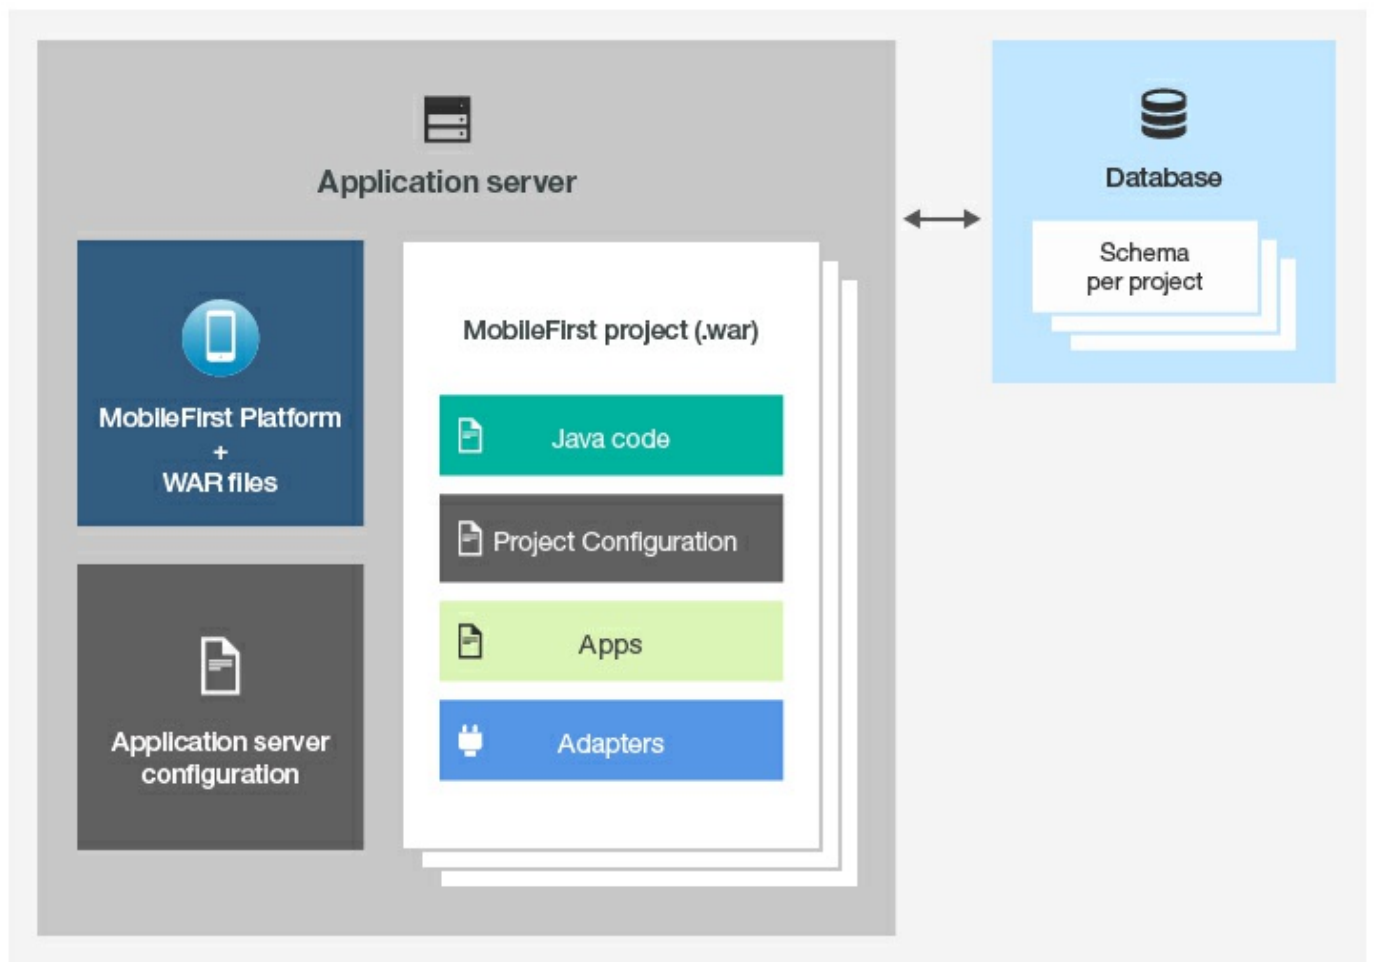 Application server
MobileFirst Platform
+
WAR files
Application server
configuration
MobileFirst project (.war)
Java code
Project Configuration
Apps
Adapters
Database
Schema
per project